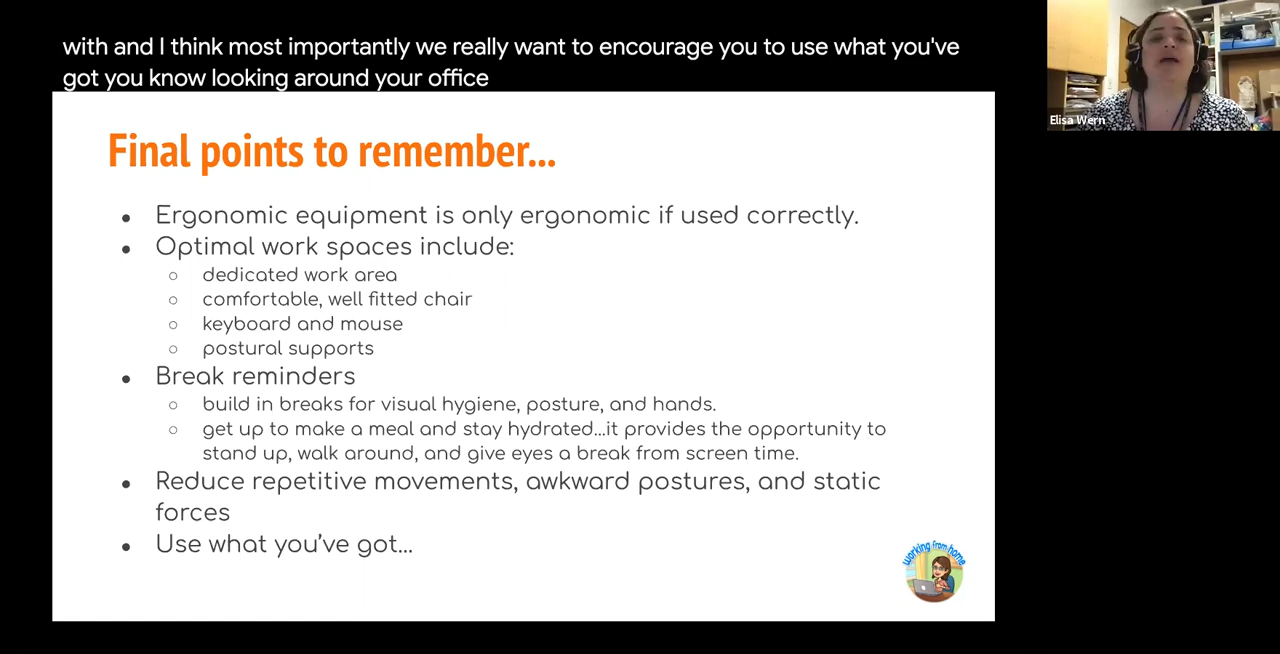 with and I think most importantly we really want to encourage you to use what you've
got you know looking around your office
Elisa Wern
Final points to remember...
● Ergonomic equipment is only ergonomic if used correctly.
● Optimal work spaces include:
○ dedicated work area
○ comfortable, well fitted chair
○ keyboard and mouse
○ postural supports
● Break reminders
○ build in breaks for visual hygiene, posture, and hands.
○ get up to make a meal and stay hydrated...it provides the opportunity to
stand up, walk around, and give eyes a break from screen time.
● Reduce repetitive movements, awkward postures, and static
forces
● Use what you've got...
working from home